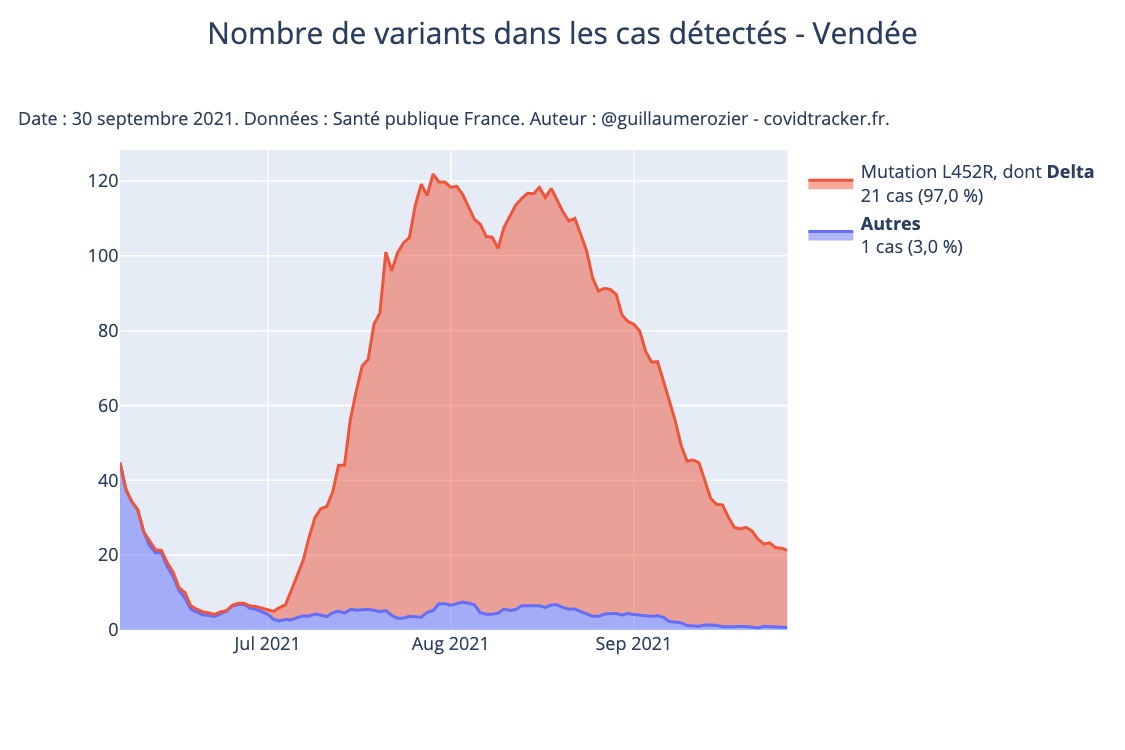 Nombre de variants dans les cas détectés - Vendée
Date : 30 septembre 2021. Données : Santé publique France. Auteur : @guillaumerozier - covidtracker.fr.
120
100
80
60
40
20
0
Jul 2021
Aug 2021
Sep 2021
Mutation L452R, dont Delta
21 cas (97,0 %)
Autres
1 cas (3,0 %)